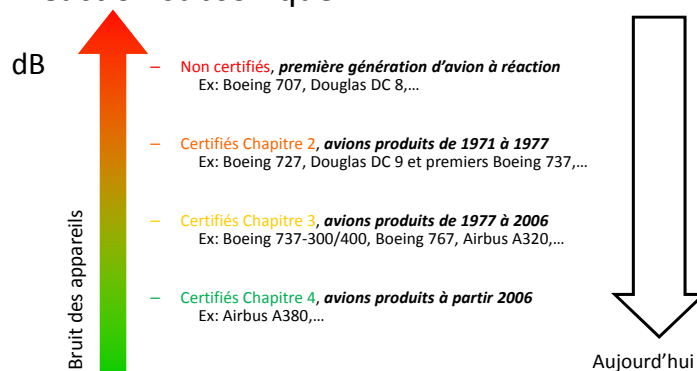 dB
– Non certifiés, première génération d'avion à réaction
Ex: Boeing 707, Douglas DC 8,...
– Certifiés Chapitre 2, avions produits de 1971 à 1977
Ex: Boeing 727, Douglas DC 9 et premiers Boeing 737,...
– Certifiés Chapitre 3, avions produits de 1977 à 2006
Ex: Boeing 737-300/400, Boeing 767, Airbus A320,...
– Certifiés Chapitre 4, avions produits à partir 2006
Ex: Airbus A380,...
Bruit des appareils
Aujourd'hui